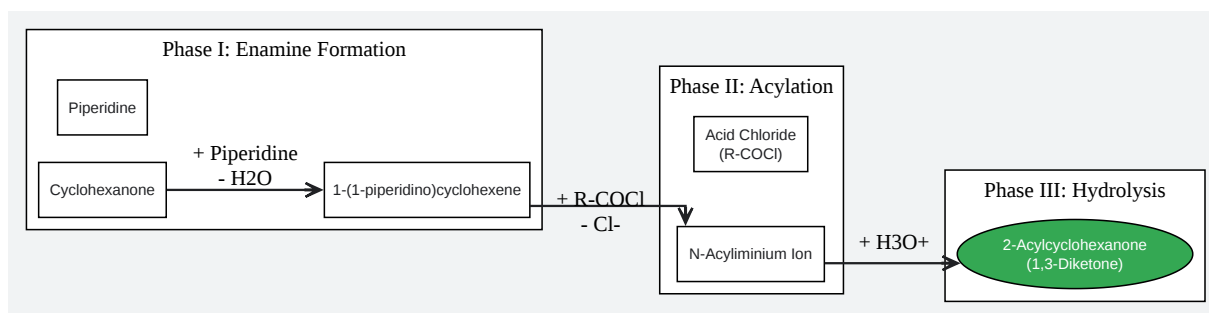 Phase I: Enamine Formation
Piperidine
Cyclohexanone
+ Piperidine
- H2O
1-(1-piperidino)cyclohexene
+ R-COCl
- Cl-
Phase II: Acylation
Acid Chloride
(R-COCl)
N-Acyliminium Ion
+ H3O+
Phase III: Hydrolysis
2-Acylcyclohexanone
(1,3-Diketone)